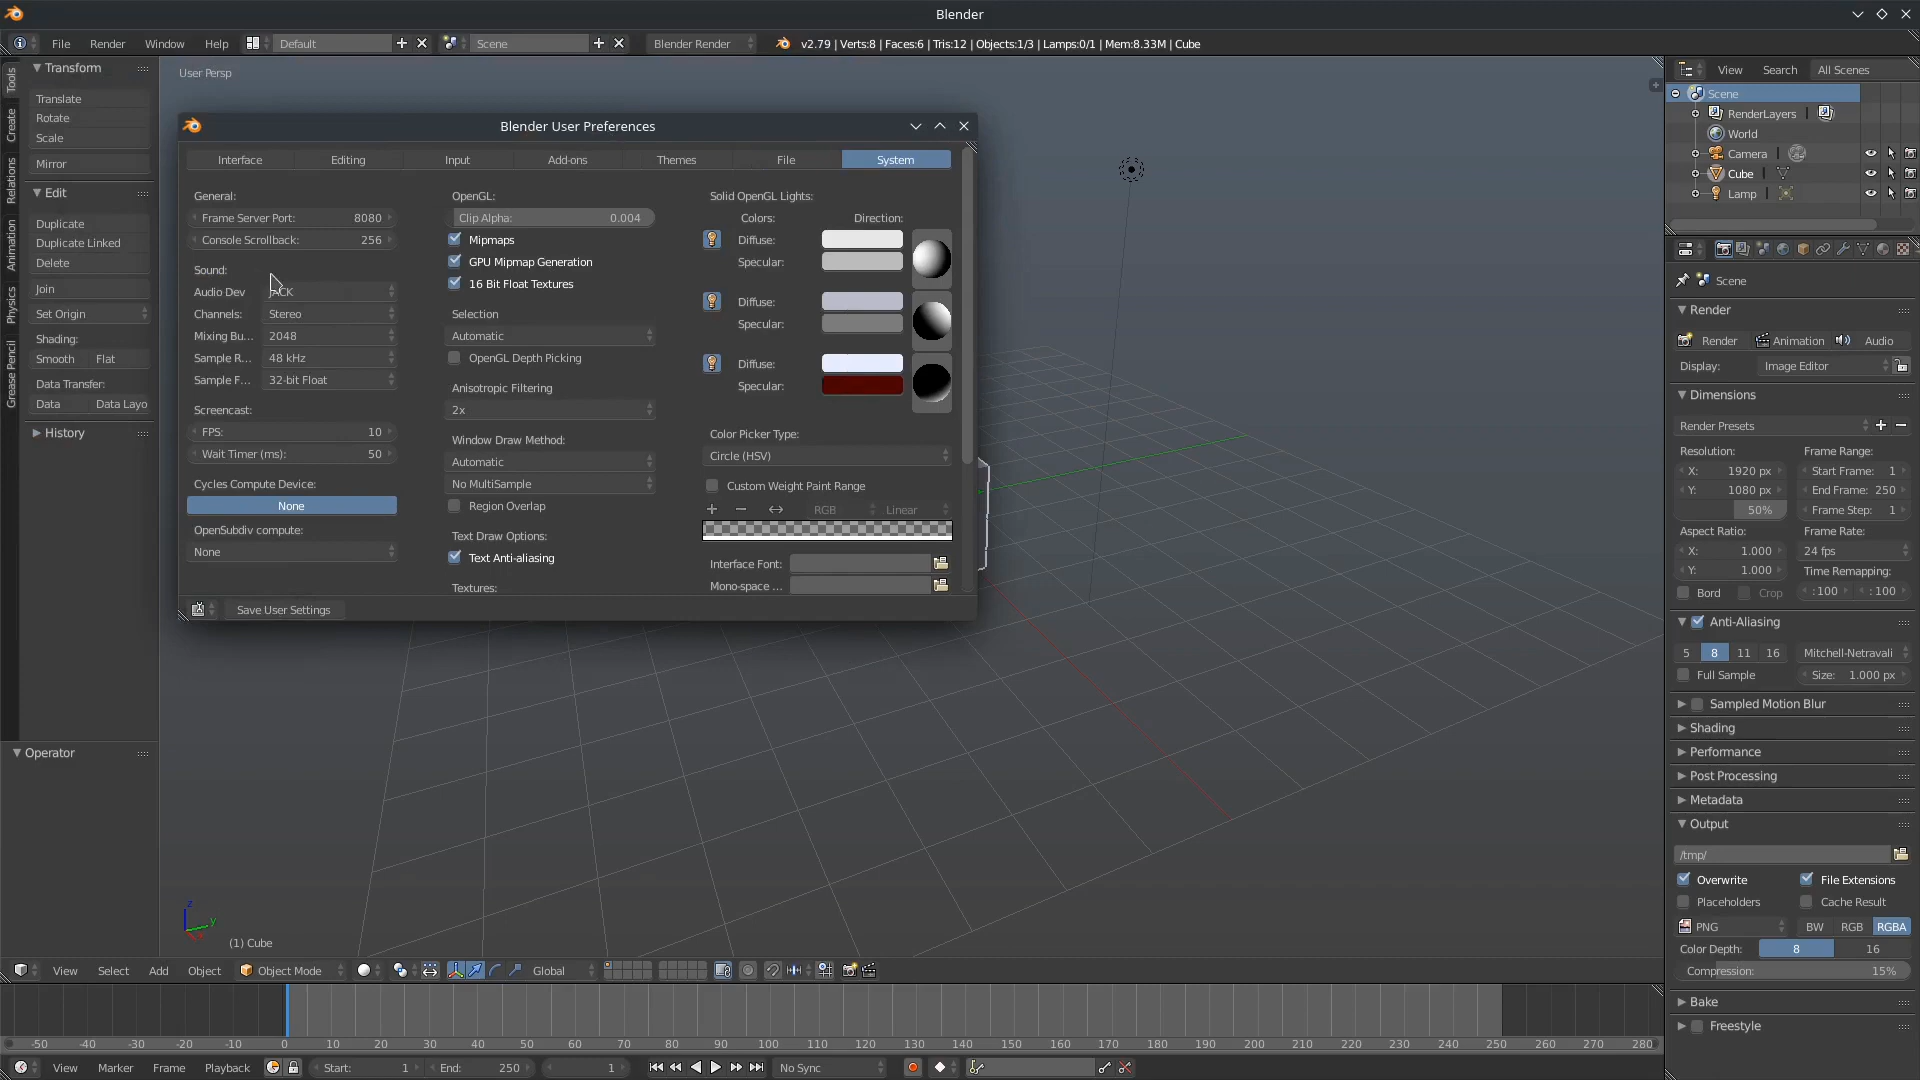 Blender
File Render Window Help Default Scene Blender Render v2.79 | Verts:8 | Faces:6 | Tris:12 | Objects:1/3 | Lamps:0/1 | Mem:8.33M | Cube
Tools
Create
Relations
Animation
Physics
Grease Pencil
Transform
Translate
Rotate
Scale
Mirror
Edit
Duplicate
Duplicate Linked
Delete
Join
Set Origin
Shading:
Smooth Flat
Data Transfer:
Data Data Layo
History
Operator
User Persp
Blender User Preferences
Interface Editing Input Add-ons Themes File System
General:
Frame Server Port: 8080
Console Scrollback: 256
Sound:
Audio Dev JACK
Channels: Stereo
Mixing Bu... 2048
Sample R... 48 kHz
Sample F... 32-bit Float
Screencast:
FPS: 10
Wait Timer (ms): 50
Cycles Compute Device:
None
OpenSubdiv compute:
None
OpenGL:
Clip Alpha: 0.004
Mipmaps
GPU Mipmap Generation
16 Bit Float Textures
Selection
Automatic
OpenGL Depth Picking
Anisotropic Filtering
2x
Window Draw Method:
Automatic
No MultiSample
Region Overlap
Text Draw Options:
Text Anti-aliasing
Textures:
Solid OpenGL Lights:
Colors: Direction:
Diffuse:
Specular:
Diffuse:
Specular:
Diffuse:
Specular:
Color Picker Type:
Circle (HSV)
Custom Weight Paint Range
RGB Linear
Interface Font:
Mono-space ...
Save User Settings
z
y
(1) Cube
View Select Add Object Object Mode Global
-50 -40 -30 -20 -10 0 10 20 30 40 50 60 70 80 90 100 110 120 130 140 150 160 170 180 190 200 210 220 230 240 250 260 270 280
View Marker Frame Playback Start: 1 End: 250 1 No Sync
View Search All Scenes
Scene
RenderLayers
World
Camera
Cube
Lamp
Scene
Render
Render Animation Audio
Display: Image Editor
Dimensions
Render Presets
Resolution: Frame Range:
X: 1920 px Start Frame: 1
Y: 1080 px End Frame: 250
50% Frame Step: 1
Aspect Ratio: Frame Rate:
X: 1.000 24 fps
Y: 1.000 Time Remapping:
Bord Crop :100 :100
Anti-Aliasing
5 8 11 16 Mitchell-Netravali
Full Sample Size: 1.000 px
Sampled Motion Blur
Shading
Performance
Post Processing
Metadata
Output
/tmp/
Overwrite File Extensions
Placeholders Cache Result
PNG BW RGB RGBA
Color Depth: 8 16
Compression: 15%
Bake
Freestyle